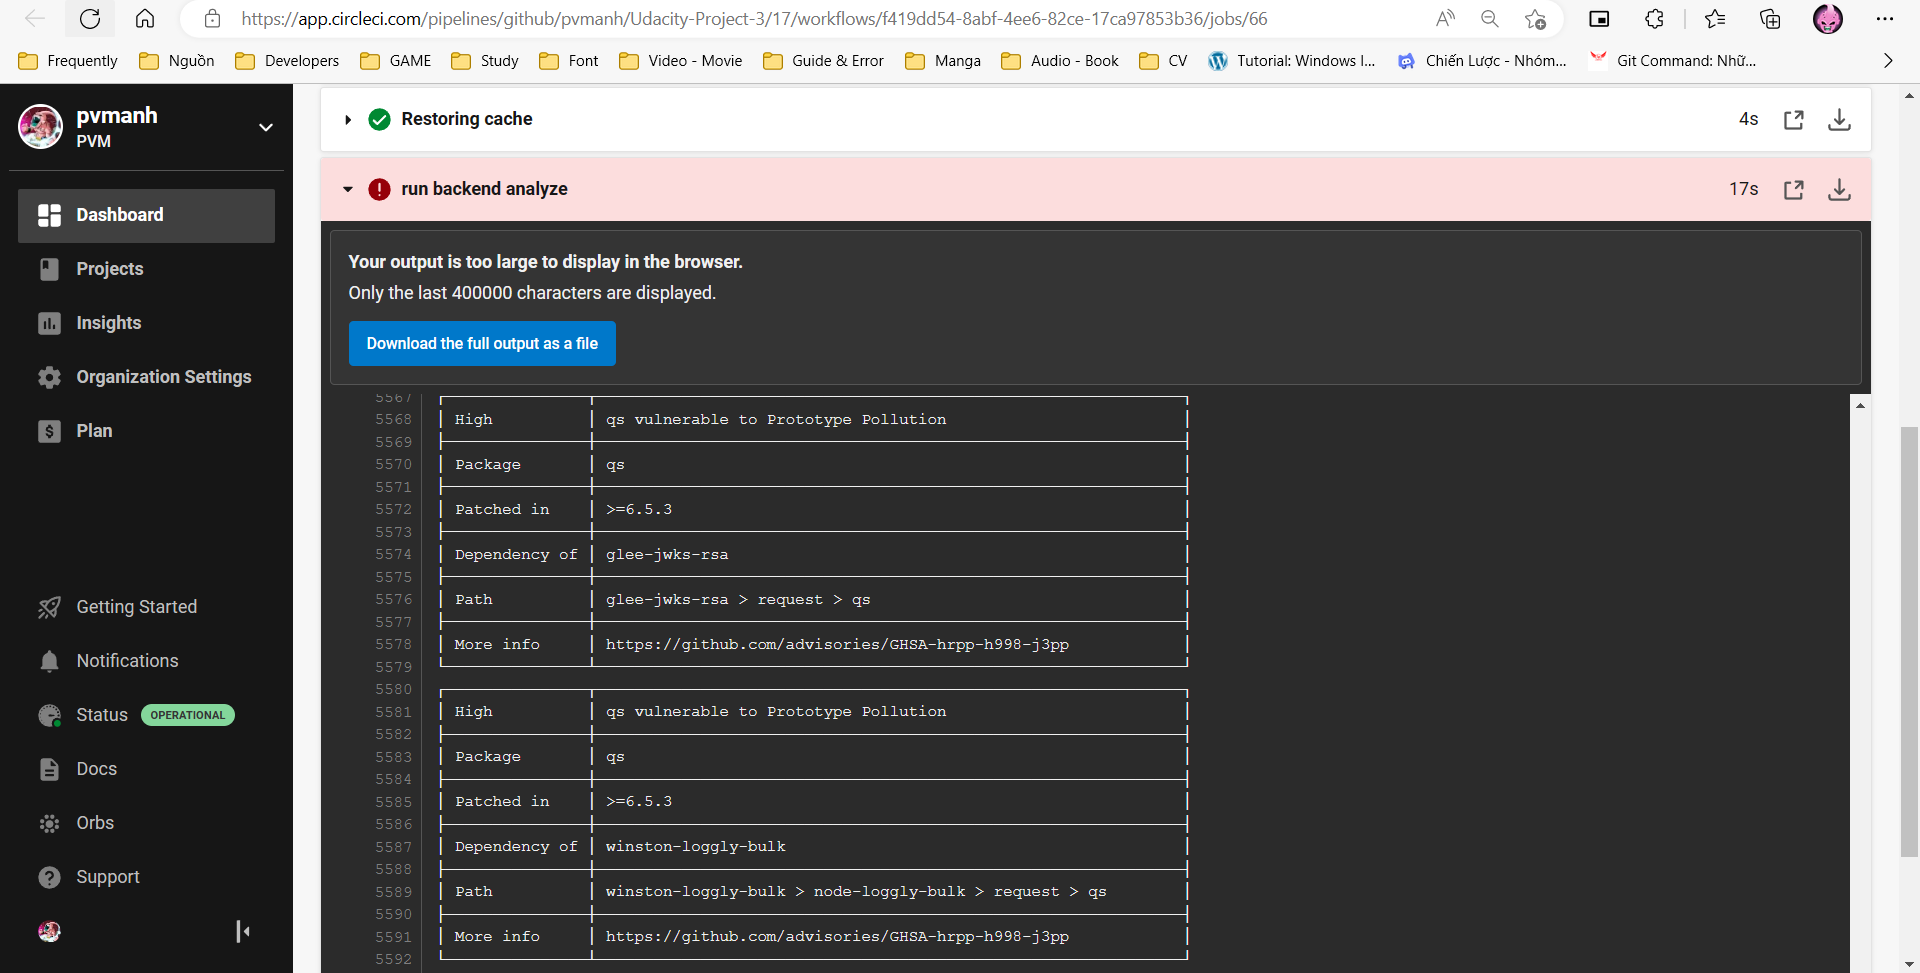 https://app.circleci.com/pipelines/github/pvmanh/Udacity-Project-3/17/workflows/f419dd54-8abf-4ee6-82ce-17ca97853b36/jobs/66
Frequently Nguồn Developers GAME Study Font Video - Movie Guide & Error Manga Audio - Book CV Tutorial: Windows I... Chiến Lược - Nhóm... Git Command: Nhữ...
pvmanh
PVM
Dashboard
Projects
Insights
Organization Settings
Plan
Getting Started
Notifications
Status OPERATIONAL
Docs
Orbs
Support
Restoring cache 4s
run backend analyze 17s
Your output is too large to display in the browser.
Only the last 400000 characters are displayed.
Download the full output as a file
5567
5568 High qs vulnerable to Prototype Pollution
5569
5570 Package qs
5571
5572 Patched in >=6.5.3
5573
5574 Dependency of glee-jwks-rsa
5575
5576 Path glee-jwks-rsa > request > qs
5577
5578 More info https://github.com/advisories/GHSA-hrpp-h998-j3pp
5579
5580
5581 High qs vulnerable to Prototype Pollution
5582
5583 Package qs
5584
5585 Patched in >=6.5.3
5586
5587 Dependency of winston-loggly-bulk
5588
5589 Path winston-loggly-bulk > node-loggly-bulk > request > qs
5590
5591 More info https://github.com/advisories/GHSA-hrpp-h998-j3pp
5592